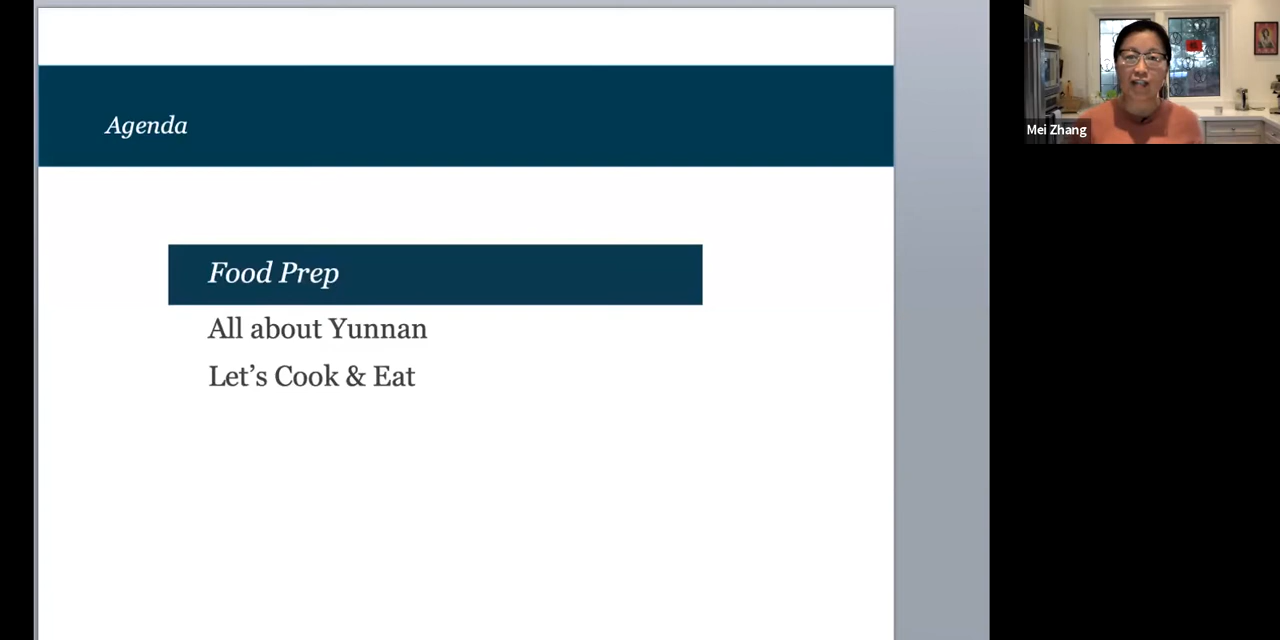 Agenda
Food Prep
All about Yunnan
Let’s Cook & Eat
Mei Zhang